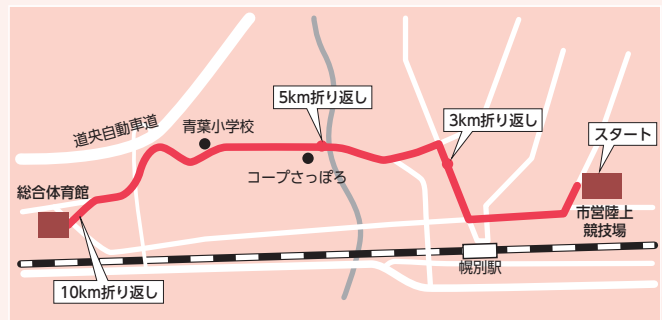 5km折り返し
3km折り返し
スタート
道央自動車道
青葉小学校
コープさっぽろ
総合体育館
市営陸上
競技場
幌別駅
10km折り返し